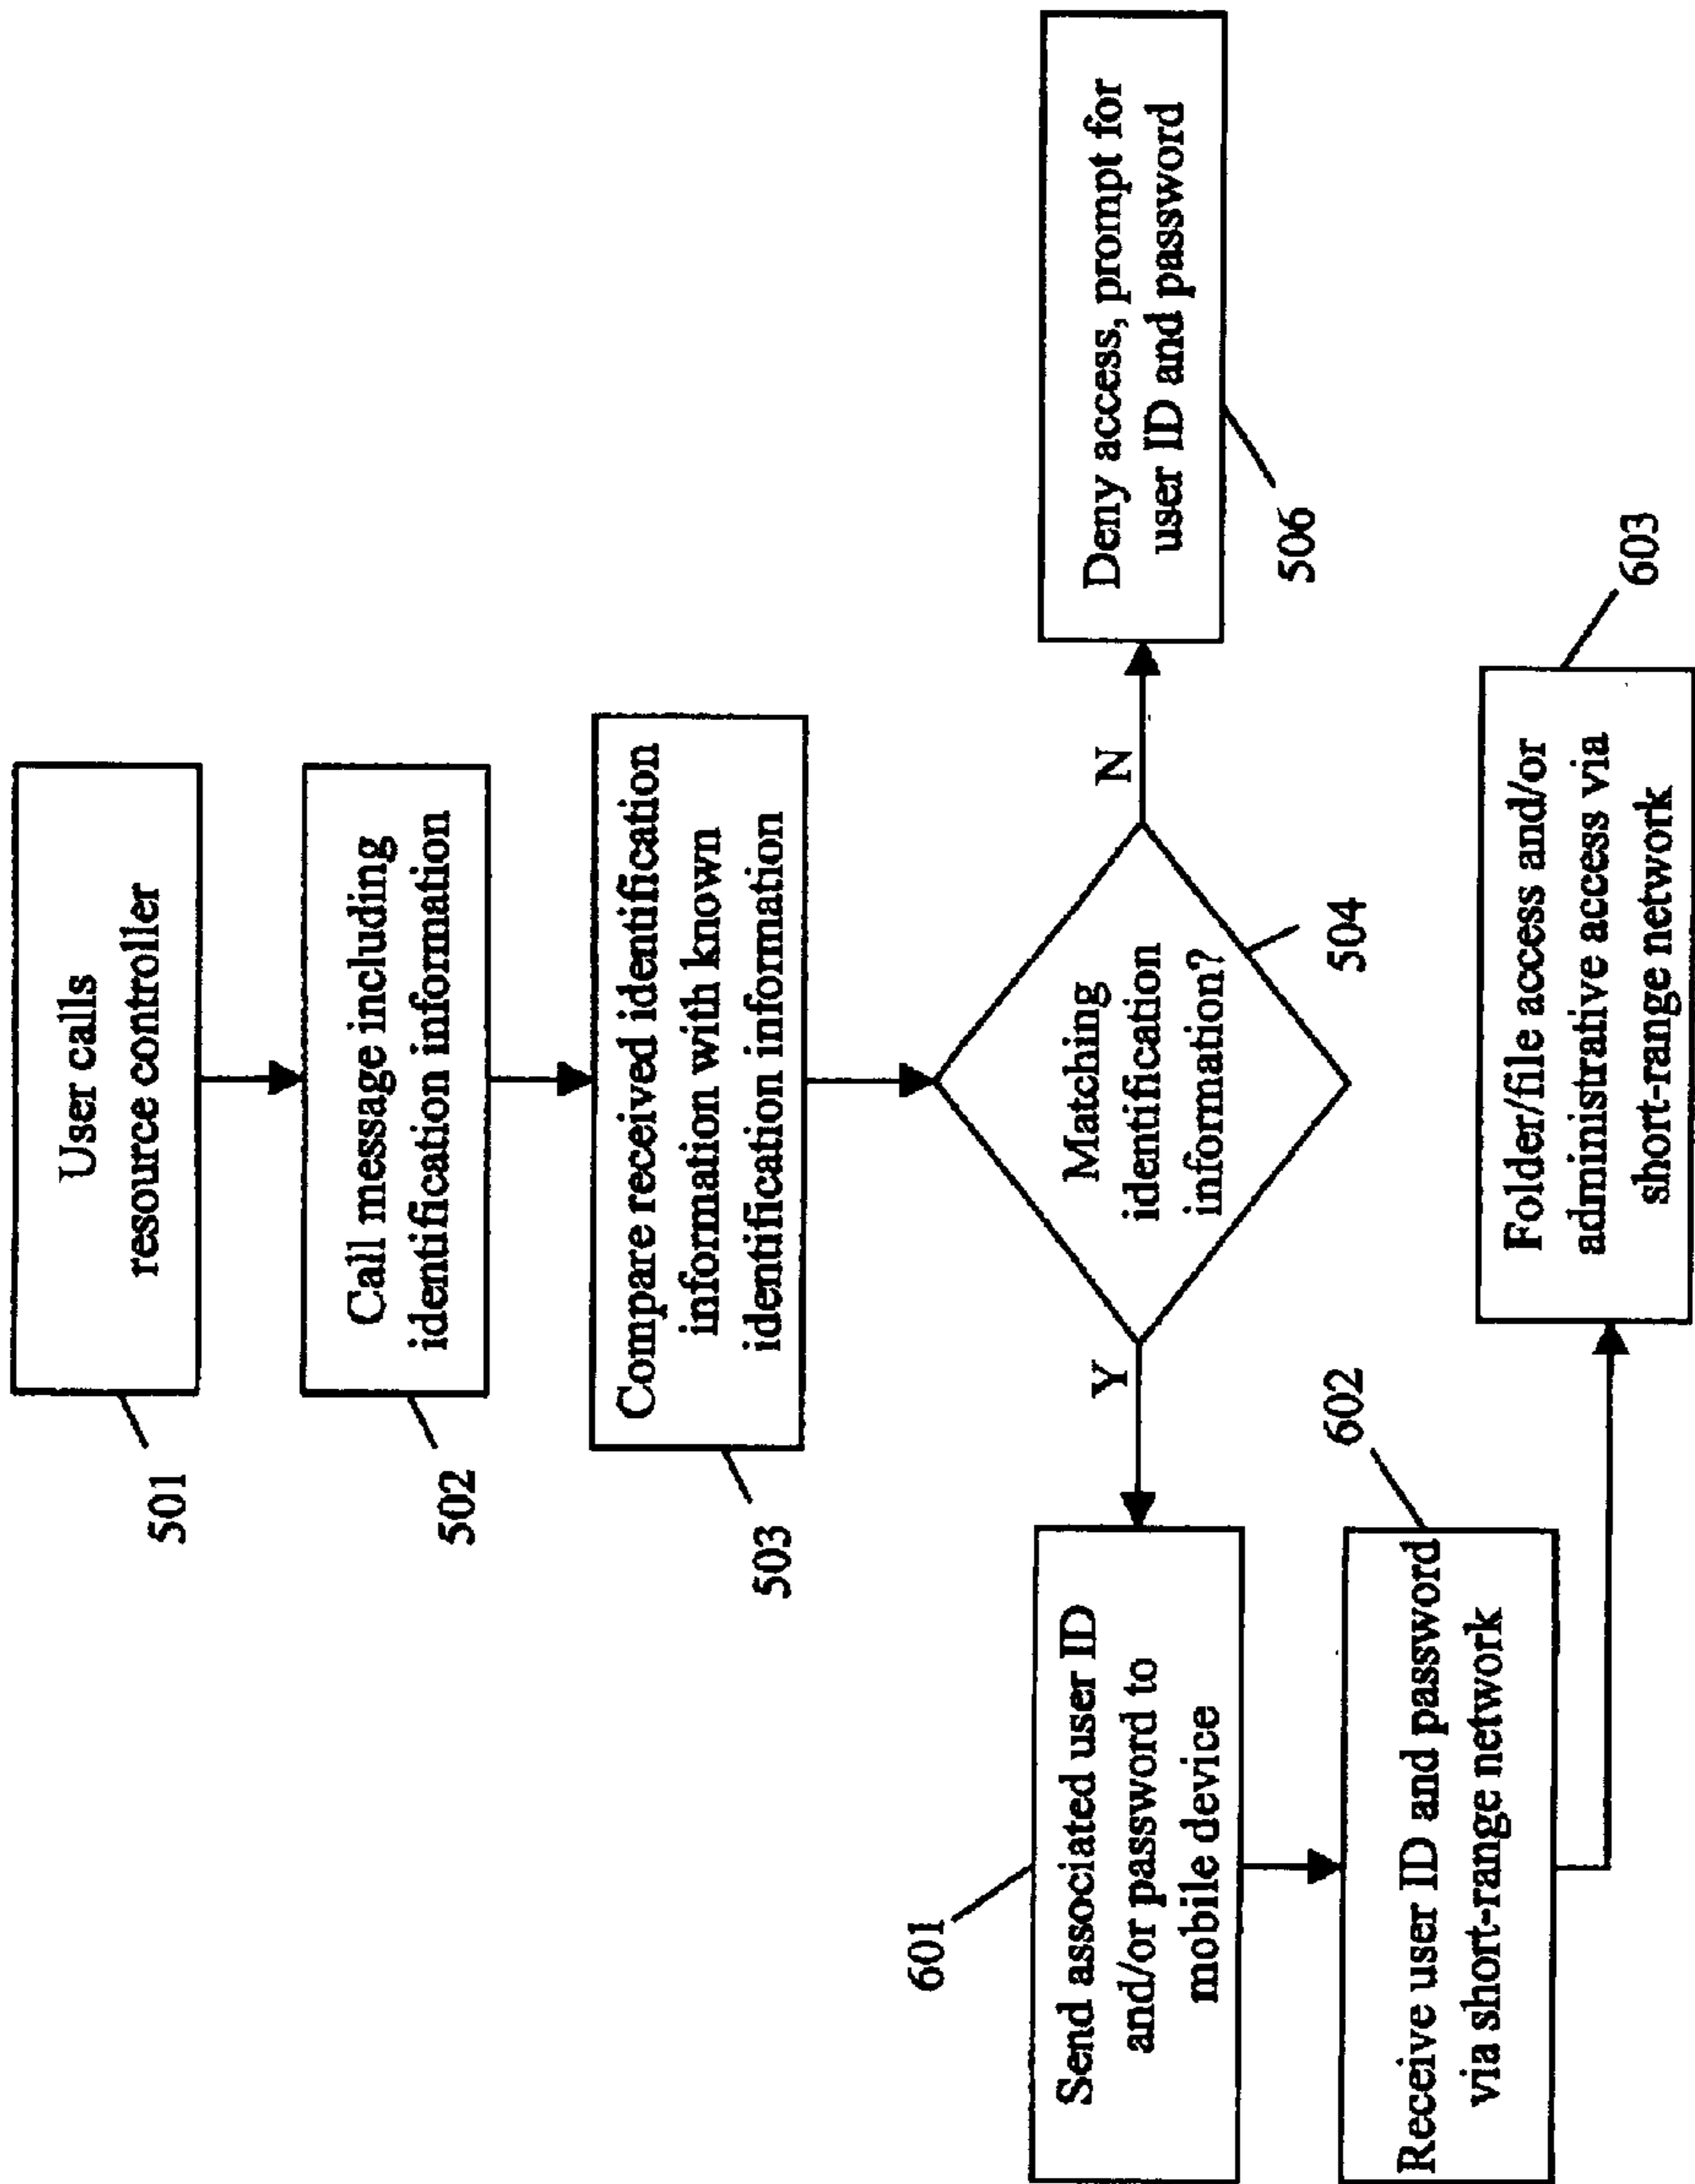 User calls
resource controller
501
Call message including
identification information
502
Compare received identification
information with known
identification information
503
Matching
identification
information?
504
Y
N
Deny access, prompt for
user ID and password
506
601
Send associated user ID
and/or password to
mobile device
602
Receive user ID and password
via short-range network
603
Folder/file access and/or
administrative access via
short-range network